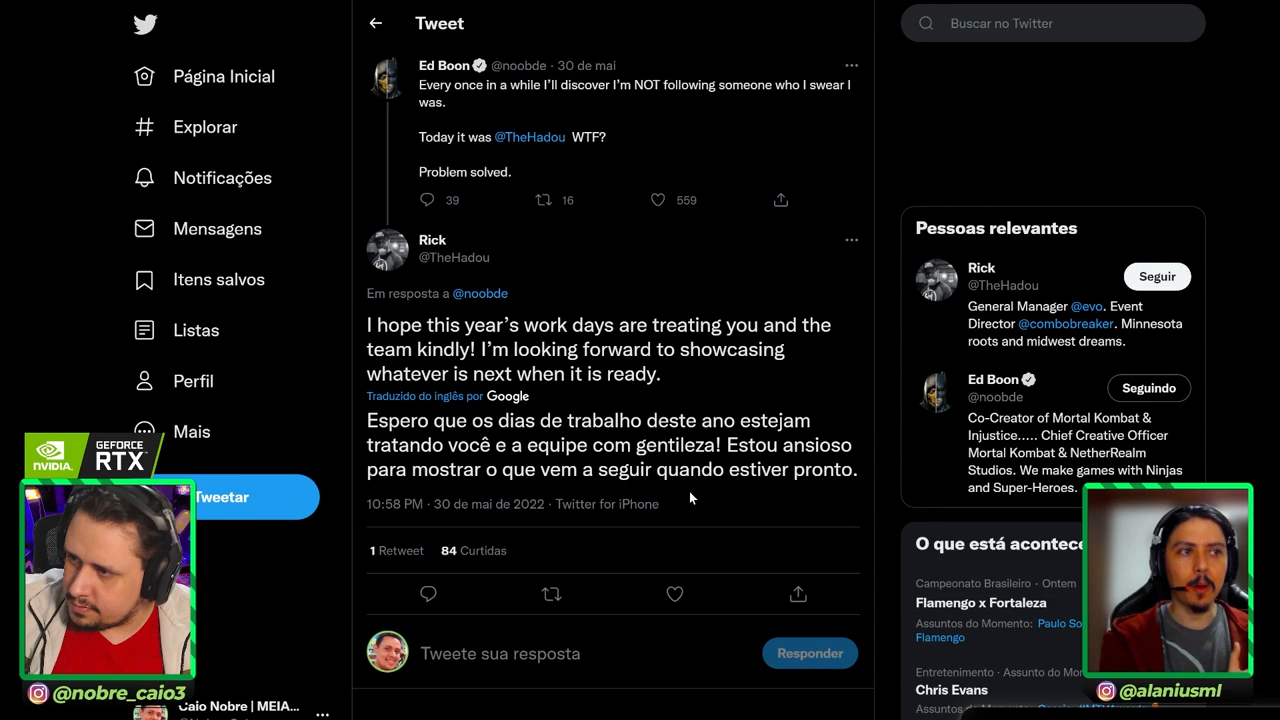 Tweet
Buscar no Twitter
Ed Boon @noobde · 30 de mai
Every once in a while I'll discover I'm NOT following someone who I swear I
was.
Today it was @TheHadou WTF?
Problem solved.
39 16 559
Rick
@TheHadou
Em resposta a @noobde
I hope this year's work days are treating you and the
team kindly! I'm looking forward to showcasing
whatever is next when it is ready.
Traduzido do inglês por Google
Espero que os dias de trabalho deste ano estejam
tratando você e a equipe com gentileza! Estou ansioso
para mostrar o que vem a seguir quando estiver pronto.
10:58 PM · 30 de mai de 2022 · Twitter for iPhone
1 Retweet 84 Curtidas
Tweete sua resposta
Responder
Página Inicial
Explorar
Notificações
Mensagens
Itens salvos
Listas
Perfil
Mais
NVIDIA.
GEFORCE
RTX
Tweetar
@nobre_caio3
Caio Nobre | MEIA...
Pessoas relevantes
Rick
@TheHadou
Seguir
General Manager @evo. Event
Director @combobreaker. Minnesota
roots and midwest dreams.
Ed Boon
@noobde
Seguindo
Co-Creator of Mortal Kombat &
Injustice..... Chief Creative Officer
Mortal Kombat & NetherRealm
Studios. We make games with Ninjas
and Super-Heroes.
O que está acontece
Campeonato Brasileiro · Ontem
Flamengo x Fortaleza
Assuntos do Momento: Paulo So
Flamengo
Entretenimento · Assunto do Mor
Chris Evans
@alaniusml